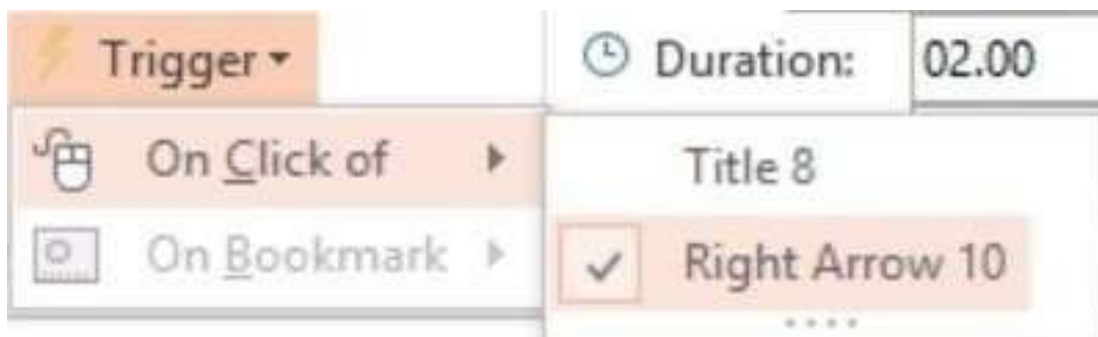 Trigger
Duration: 02.00
On Click of
Title 8
On Bookmark
Right Arrow 10